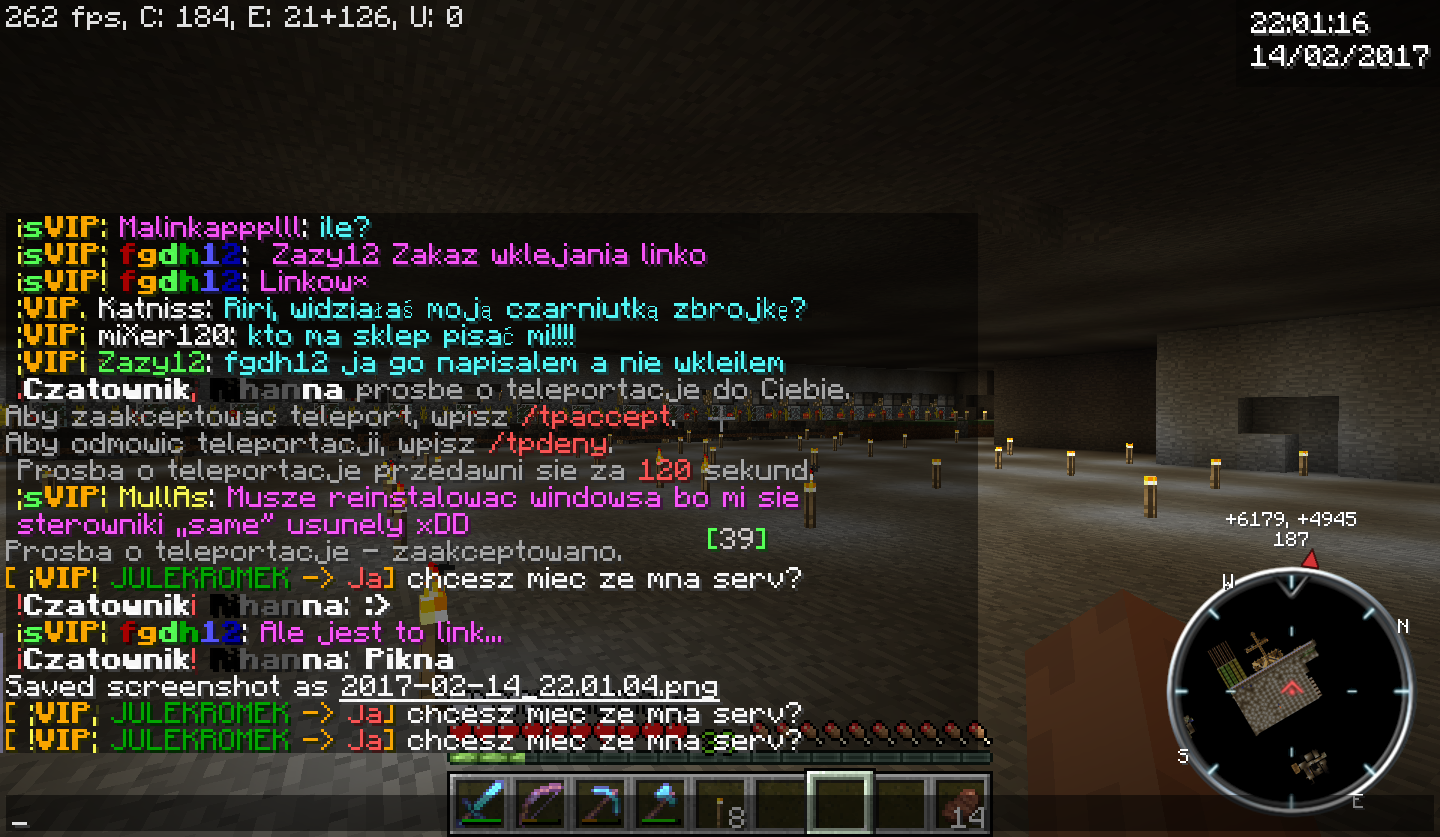 262 fps, C: 184, E: 21+126, U: 0
22:01:16
14/02/2017
¡sVIP¦ Malinkappplll: ile?
¡sVIP¦ fgdh12: Zazy12 Zakaz wklejania linko
¡sVIP! fgdh12: Linkow*
¦VIP. Katniss: Riri, widziałaś moją czarniutką zbrojkę?
¦VIP¡ miXer120: kto ma sklep pisać mi!!!!
¦VIP¡ Zazy12: fgdh12 ja go napisalem a nie wkleilem
.Czatownik, Nhanna prosbe o teleportacje do Ciebie.
Aby zaakceptowac teleport, wpisz /tpaccept.
Aby odmowic teleportacji, wpisz /tpdeny.
Prosba o teleportacje przedawni sie za 120 sekund.
¦sVIP¦ MullAs: Musze reinstalowac windowsa bo mi sie
sterowniki „same” usunely xDD
[39]
Prosba o teleportacje - zaakceptowano.
[ ¡VIP! JULEKROMEK -> Ja] chcesz miec ze mna serv?
!Czatownik¡ Nhanna: :>
¡sVIP! fgdh12: Ale jest to link...
¡Czatownik! Nhanna: Pikna
Saved screenshot as 2017-02-14_22.01.04.png
[ ¦VIP, JULEKROMEK -> Ja] chcesz miec ze mna serv?
[ !VIP¦ JULEKROMEK -> Ja] chcesz miec ze mna serv?
+6179, +4945
187
W
N
S
E
8
14
_